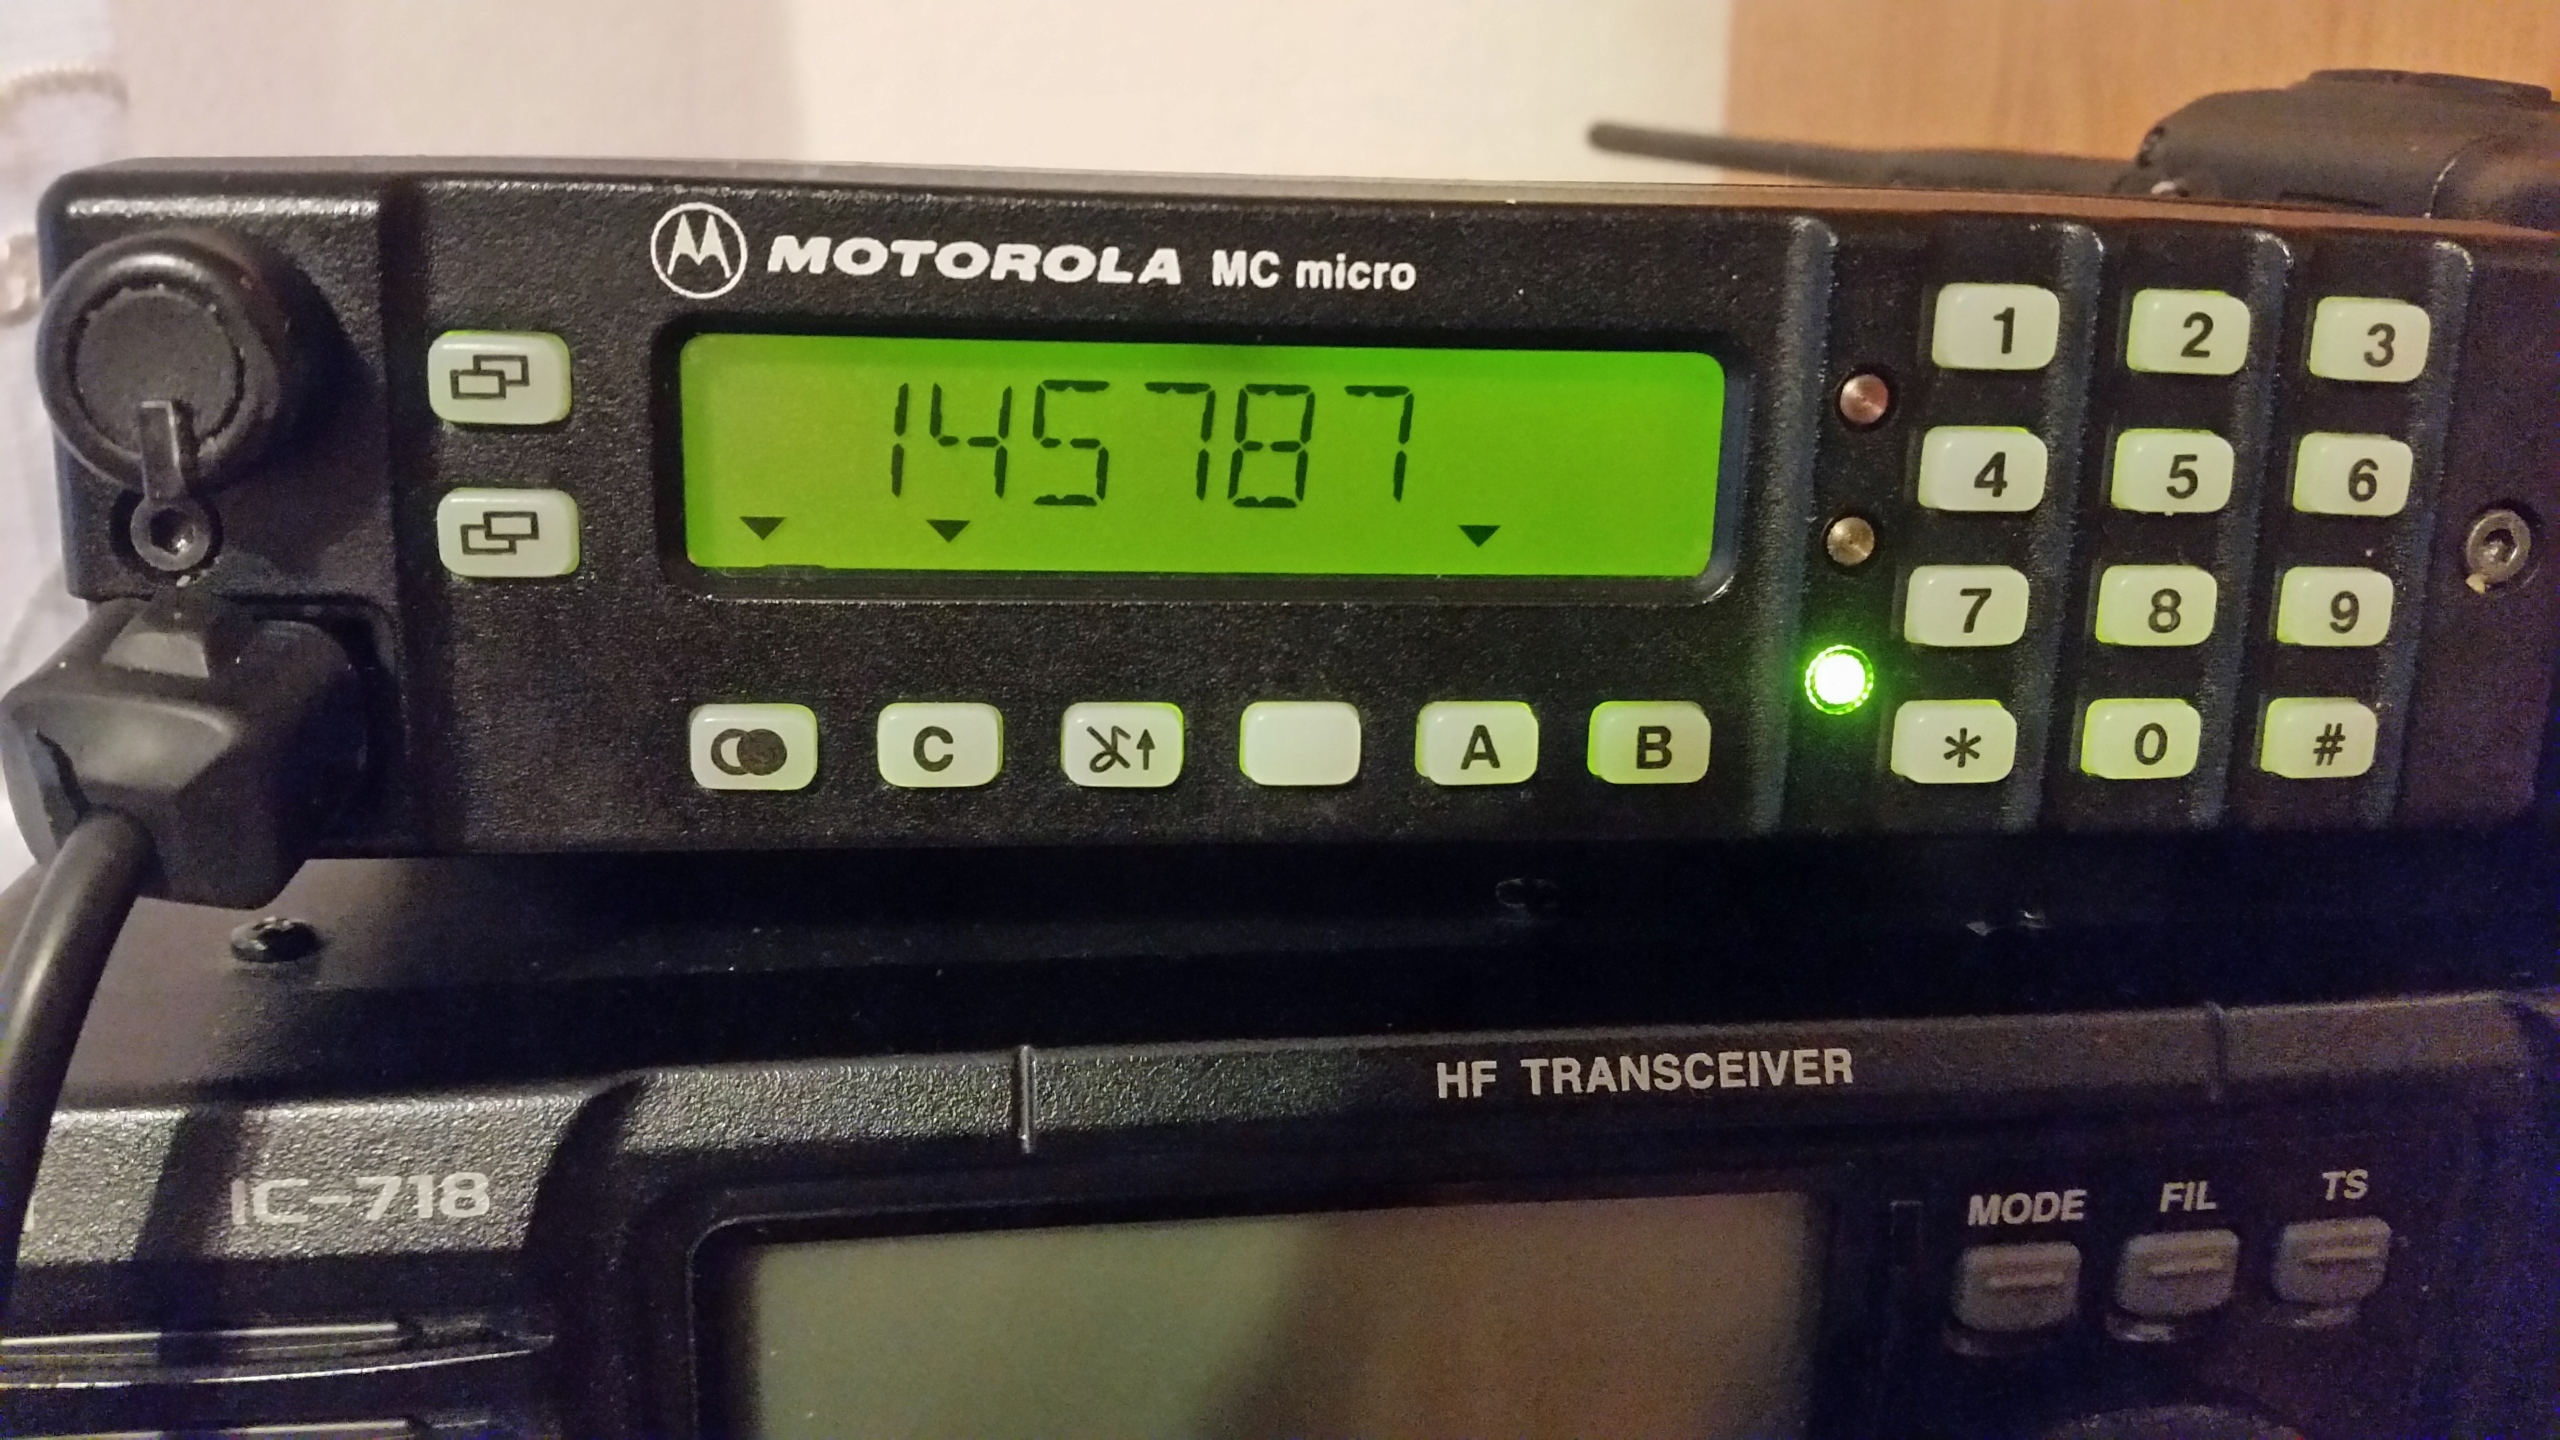 MOTOROLA MC micro
145787
1 2 3
4 5 6
7 8 9
C A B * 0 #
HF TRANSCEIVER
IC-718
MODE FIL TS